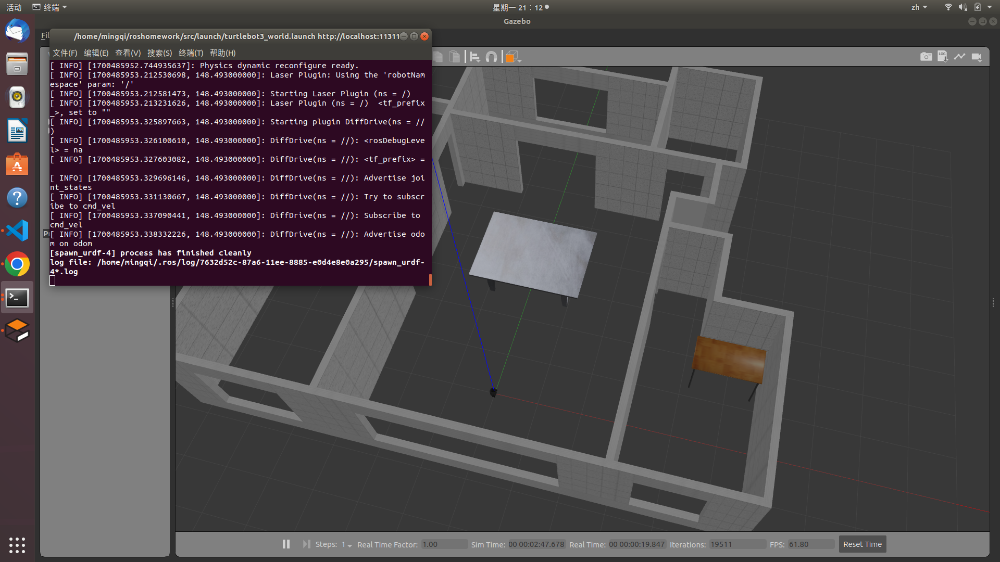 活动
终端
星期一 21：12
zh
Gazebo
/home/mingqi/roshomework/src/launch/turtlebot3_world.launch http://localhost:11311
文件(F) 编辑(E) 查看(V) 搜索(S) 终端(T) 帮助(H)
[ INFO] [1700485952.744935637]: Physics dynamic reconfigure ready.
[ INFO] [1700485953.212530698, 148.493000000]: Laser Plugin: Using the 'robotNam
espace' param: '/'
[ INFO] [1700485953.212581473, 148.493000000]: Starting Laser Plugin (ns = /)
[ INFO] [1700485953.213231626, 148.493000000]: Laser Plugin (ns = /)  <tf_prefix
_>, set to ""
[ INFO] [1700485953.325897663, 148.493000000]: Starting plugin DiffDrive(ns = //
)
[ INFO] [1700485953.326100610, 148.493000000]: DiffDrive(ns = //): <rosDebugLeve
l> = na
[ INFO] [1700485953.327603082, 148.493000000]: DiffDrive(ns = //): <tf_prefix> =
[ INFO] [1700485953.329696146, 148.493000000]: DiffDrive(ns = //): Advertise joi
nt_states
[ INFO] [1700485953.331130667, 148.493000000]: DiffDrive(ns = //): Try to subscr
ibe to cmd_vel
[ INFO] [1700485953.337090441, 148.493000000]: DiffDrive(ns = //): Subscribe to
cmd_vel
[ INFO] [1700485953.338332226, 148.493000000]: DiffDrive(ns = //): Advertise odo
m on odom
[spawn_urdf-4] process has finished cleanly
log file: /home/mingqi/.ros/log/7632d52c-87a6-11ee-8885-e0d4e8e0a295/spawn_urdf-
4*.log
LOG
Steps: 1 Real Time Factor: 1.00 Sim Time: 00 00:02:47.678 Real Time: 00 00:00:19.847 Iterations: 19511 FPS: 61.80 Reset Time